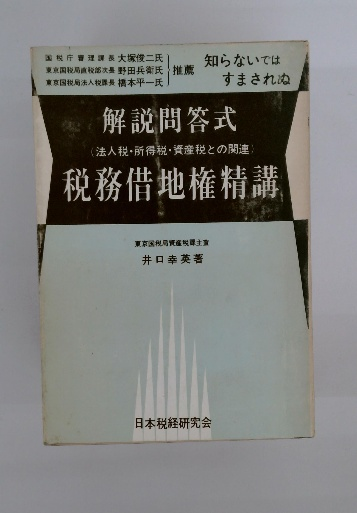 国税庁審理課長 大塚俊二氏
東京国税局直税部次長 野田兵衛氏
東京国税局法人税課長 橋本平一氏
推薦
知らないでは
すまされぬ
解説問答式
(法人税・所得税・資産税との関連)
税務借地権精講
東京国税局資産税課主査
井口幸英著
日本税経研究会